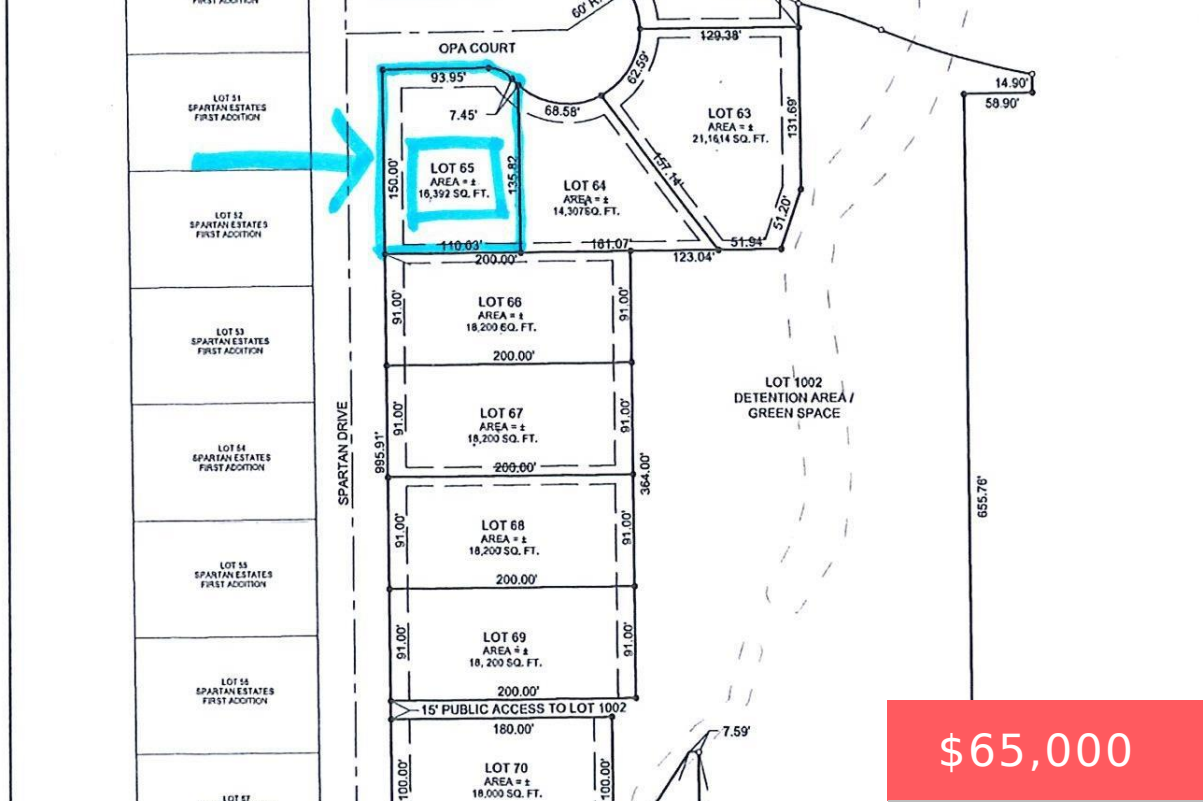 FIRST ADDITION
60' R.
OPA COURT
129.38'
62.59'
14.90'
58.90'
93.95'
7.45'
68.58'
LOT 51
SPARTAN ESTATES
FIRST ADDITION
LOT 63
AREA = ±
21,1614 SQ. FT.
131.69'
150.00'
LOT 65
AREA = ±
16,392 SQ. FT.
135.82
LOT 64
AREA = ±
14,307SQ. FT.
157.14'
51.20'
LOT 52
SPARTAN ESTATES
FIRST ADDITION
110.03'
161.07'
51.94'
200.00'
123.04'
91.00'
LOT 66
AREA = ±
18,200 SQ. FT.
91.00'
LOT 53
SPARTAN ESTATES
FIRST ADDITION
200.00'
LOT 1002
DETENTION AREA /
GREEN SPACE
91.00'
LOT 67
AREA = ±
18,200 SQ. FT.
91.00'
SPARTAN DRIVE
995.91'
LOT 54
SPARTAN ESTATES
FIRST ADDITION
200.00'
364.00'
655.76'
91.00'
LOT 68
AREA = ±
18,200 SQ. FT.
91.00'
LOT 55
SPARTAN ESTATES
FIRST ADDITION
200.00'
91.00'
LOT 69
AREA = ±
18, 200 SQ. FT.
91.00'
LOT 56
SPARTAN ESTATES
FIRST ADDITION
200.00'
15' PUBLIC ACCESS TO LOT 1002
180.00'
7.59'
100.00'
LOT 70
AREA = ±
18,000 SQ. FT.
100.00'
LOT 57
$65,000